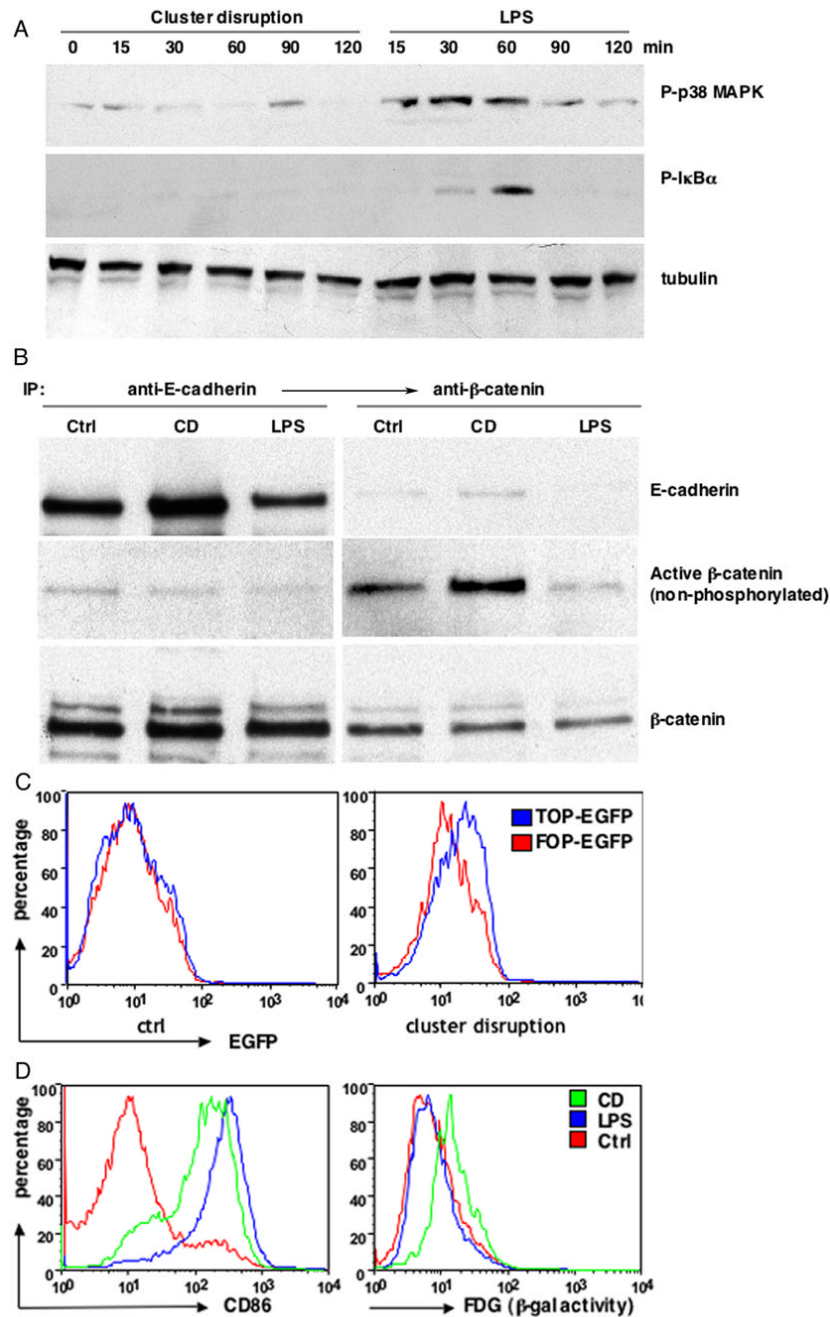 A
Cluster disruption LPS
0 15 30 60 90 120 15 30 60 90 120 min
P-p38 MAPK
P-IκBα
tubulin
B
IP: anti-E-cadherin anti-β-catenin
Ctrl CD LPS Ctrl CD LPS
E-cadherin
Active β-catenin
(non-phosphorylated)
β-catenin
C
percentage
100
80
60
40
20
0
10⁰ 10¹ 10² 10³ 10⁴
ctrl
EGFP
100
80
60
40
20
0
TOP-EGFP
FOP-EGFP
10⁰ 10¹ 10² 10³
cluster disruption
D
percentage
100
80
60
40
20
0
10⁰ 10¹ 10² 10³ 10⁴
CD86
100
80
60
40
20
0
CD
LPS
Ctrl
10⁰ 10¹ 10² 10³ 10⁴
FDG (β-gal activity)